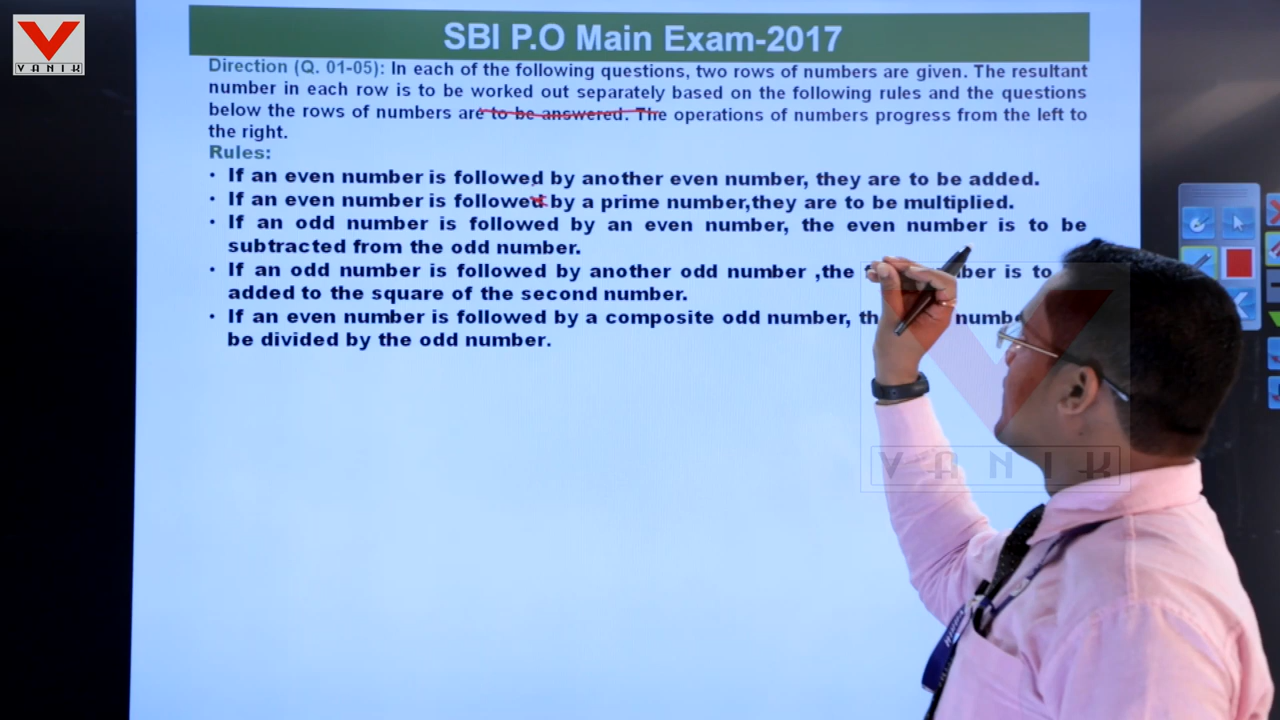 VANIK
SBI P.O Main Exam-2017
Direction (Q. 01-05): In each of the following questions, two rows of numbers are given. The resultant
number in each row is to be worked out separately based on the following rules and the questions
below the rows of numbers are to be answered. The operations of numbers progress from the left to
the right.
Rules:
• If an even number is followed by another even number, they are to be added.
• If an even number is followed by a prime number,they are to be multiplied.
• If an odd number is followed by an even number, the even number is to be
subtracted from the odd number.
• If an odd number is followed by another odd number ,the is to
added to the square of the second number.
• If an even number is followed by a composite odd number,
be divided by the odd number.
VANIK